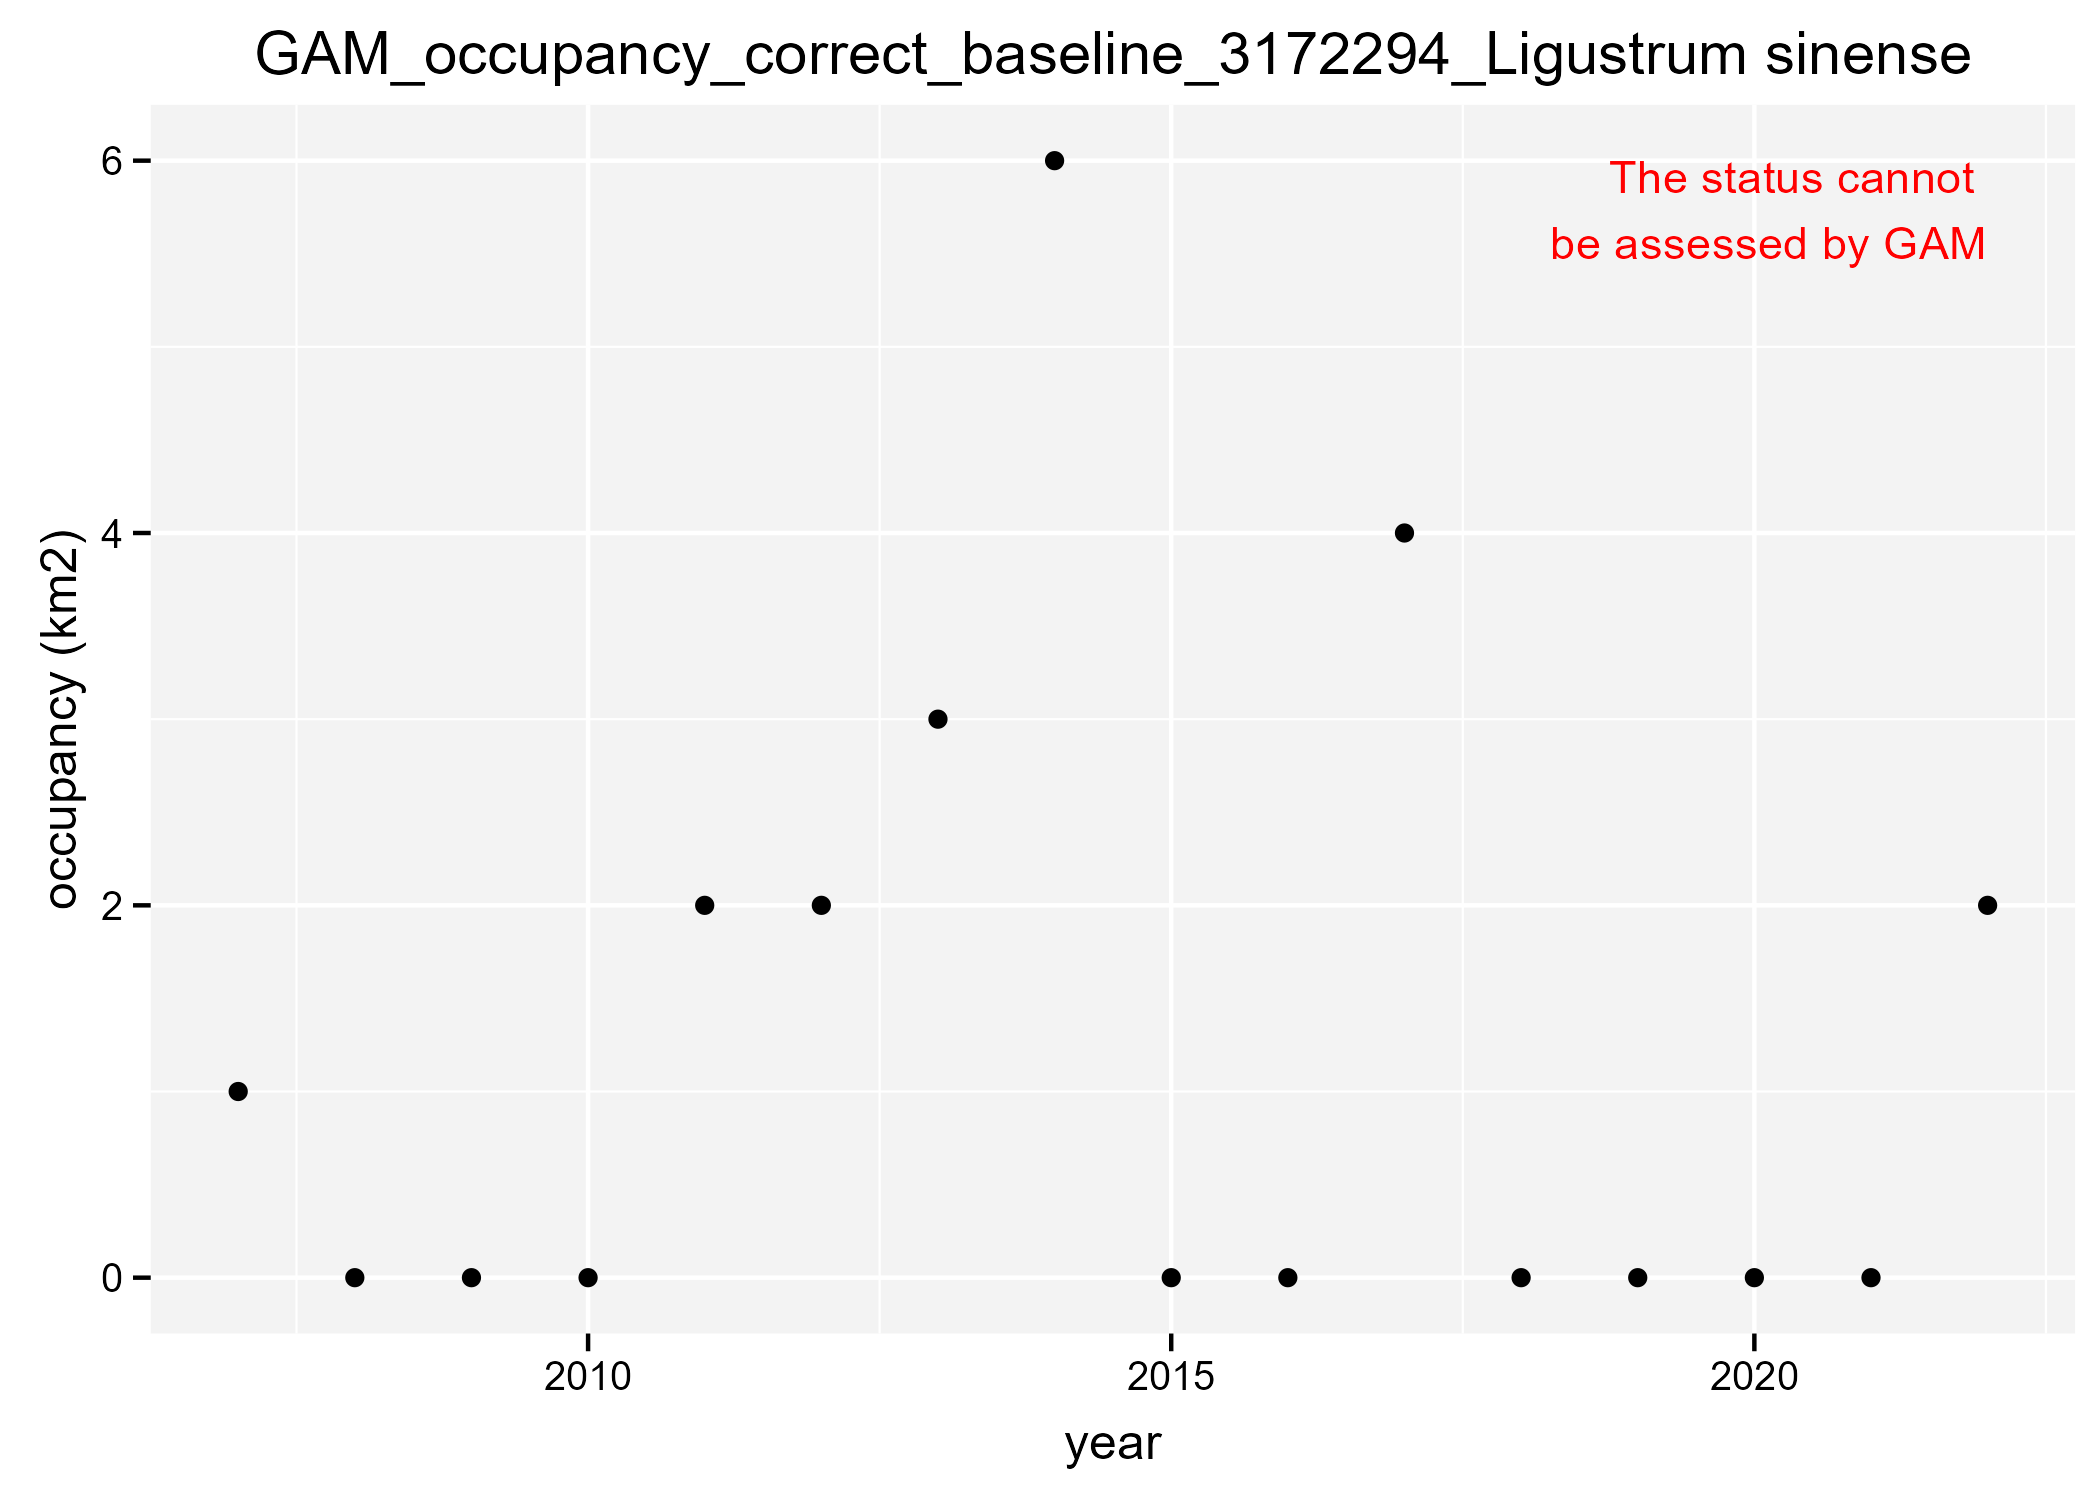 GAM_occupancy_correct_baseline_3172294_Ligustrum sinense
The status cannot
be assessed by GAM
occupancy (km2)
6
4
2
0
2010
2015
2020
year